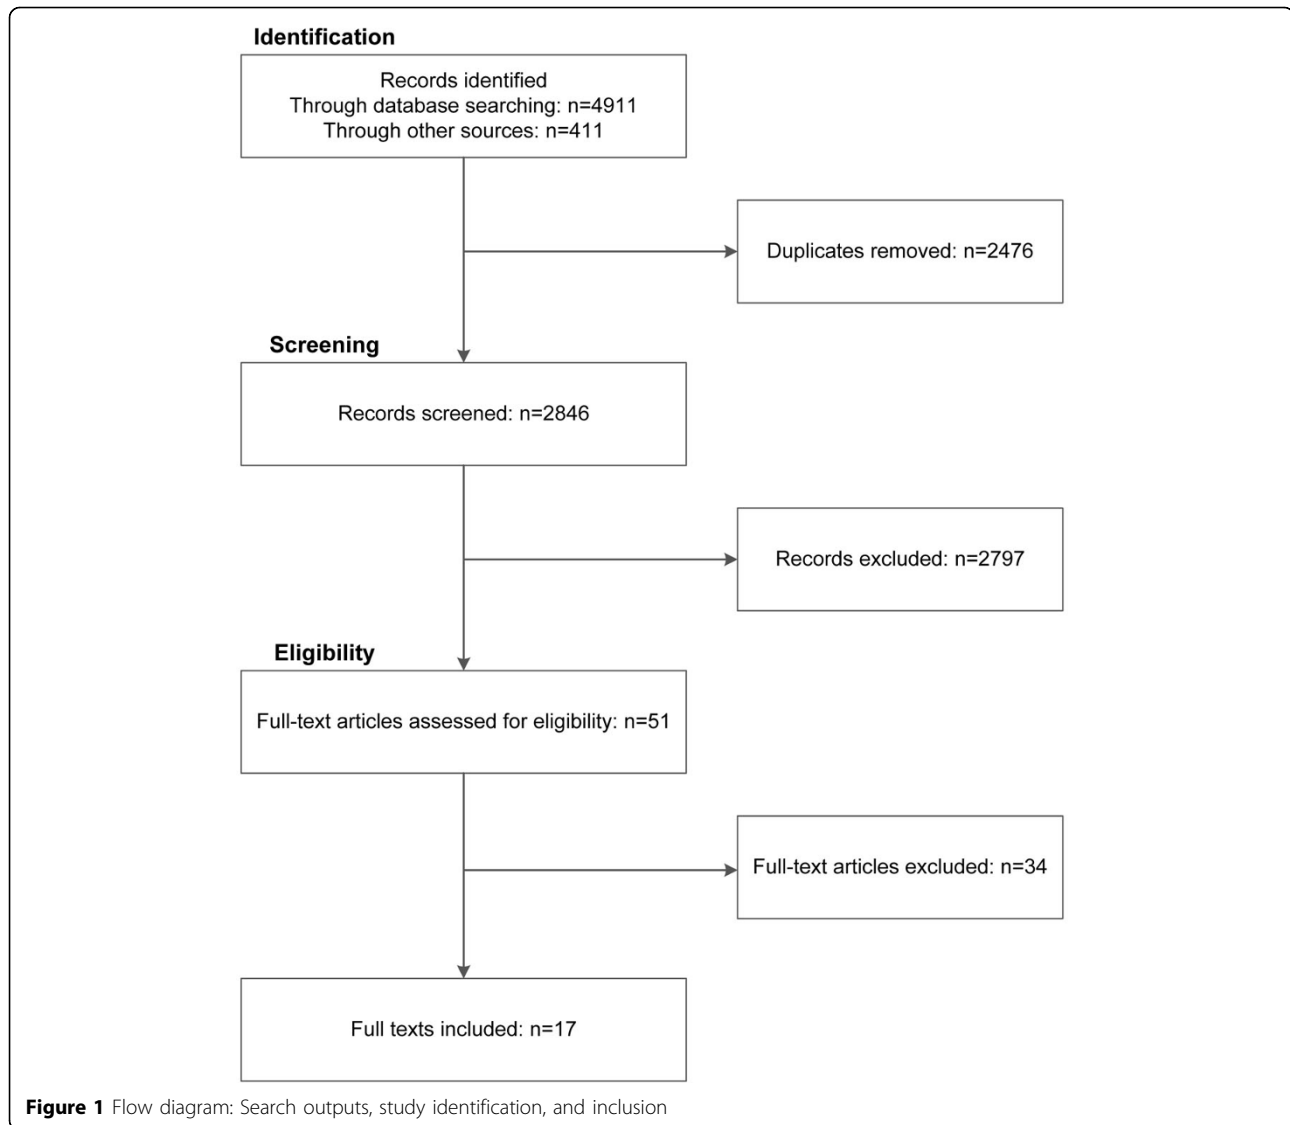 Identification
Records identified
Through database searching: n=4911
Through other sources: n=411
Duplicates removed: n=2476
Screening
Records screened: n=2846
Records excluded: n=2797
Eligibility
Full-text articles assessed for eligibility: n=51
Full-text articles excluded: n=34
Full texts included: n=17
Figure 1 Flow diagram: Search outputs, study identification, and inclusion